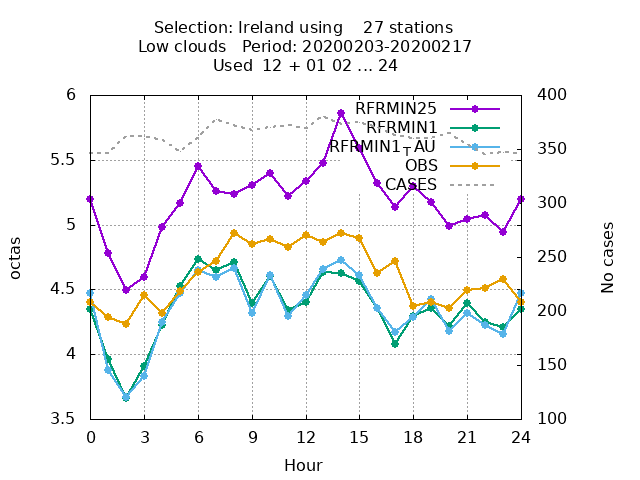 Selection: Ireland using    27 stations
Low clouds   Period: 20200203-20200217
Used  12 + 01 02 ... 24
6
400
RFRMIN25
RFRMIN1
RFRMIN1_AU
OBS
CASES
5.5
350
5
300
4.5
250
4
200
150
3.5
100
octas
No cases
0 3 6 9 12 15 18 21 24
Hour